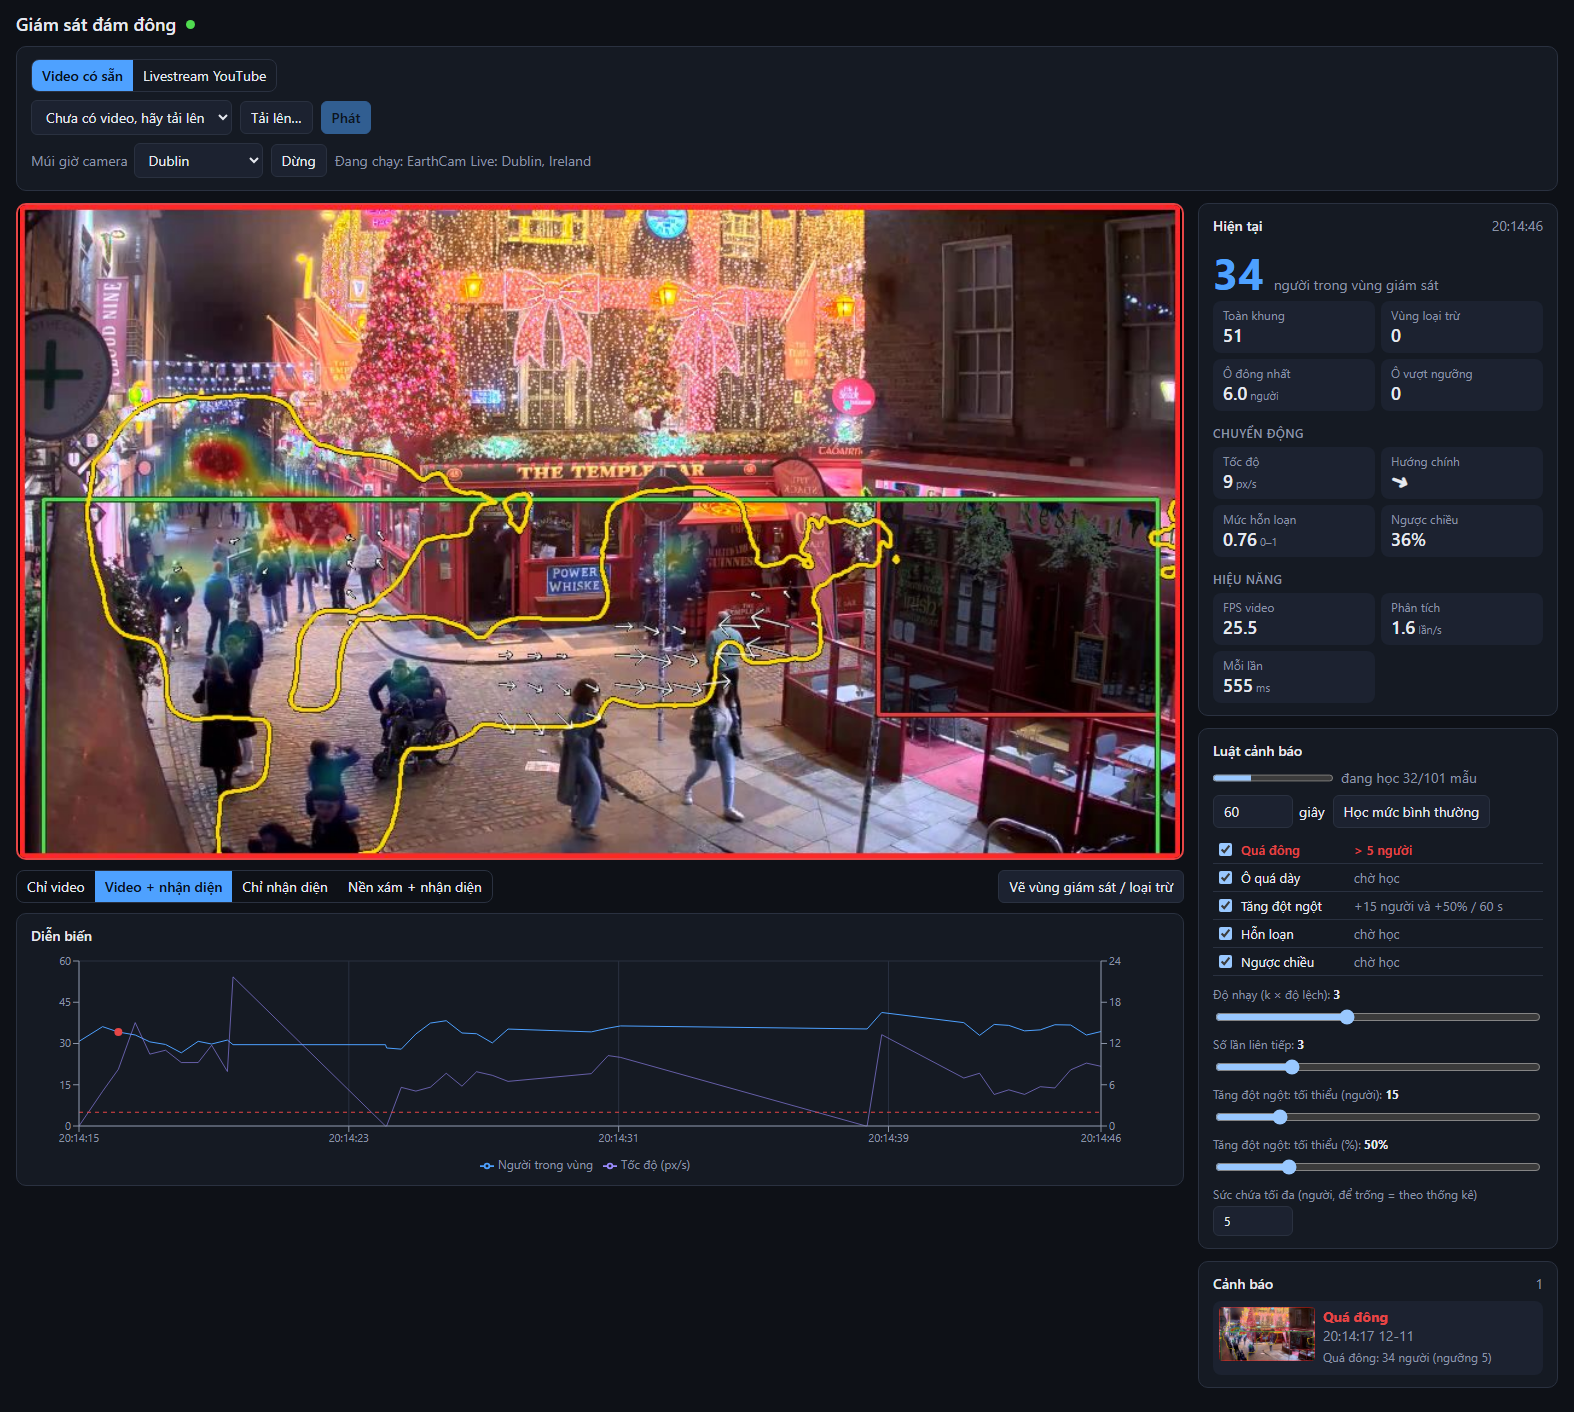 Giám sát đám đông
Video có sẵn
Livestream YouTube
Chưa có video, hãy tải lên
Tải lên...
Phát
Múi giờ camera
Dublin
Dừng
Đang chạy: EarthCam Live: Dublin, Ireland
CLOUD NINE
THE TEMPLE BAR
POWER
WHISKE
GUINNESS
Chỉ video
Video + nhận diện
Chỉ nhận diện
Nền xám + nhận diện
Vẽ vùng giám sát / loại trừ
Diễn biến
60
45
30
15
0
24
18
12
6
0
20:14:15
20:14:23
20:14:31
20:14:39
20:14:46
Người trong vùng
Tốc độ (px/s)
Hiện tại
20:14:46
34 người trong vùng giám sát
Toàn khung
51
Vùng loại trừ
0
Ô đông nhất
6.0 người
Ô vượt ngưỡng
0
CHUYỂN ĐỘNG
Tốc độ
9 px/s
Hướng chính
Mức hỗn loạn
0.76 0–1
Ngược chiều
36%
HIỆU NĂNG
FPS video
25.5
Phân tích
1.6 lần/s
Mỗi lần
555 ms
Luật cảnh báo
đang học 32/101 mẫu
60 giây
Học mức bình thường
Quá đông > 5 người
Ô quá dày chờ học
Tăng đột ngột +15 người và +50% / 60 s
Hỗn loạn chờ học
Ngược chiều chờ học
Độ nhạy (k × độ lệch): 3
Số lần liên tiếp: 3
Tăng đột ngột: tối thiểu (người): 15
Tăng đột ngột: tối thiểu (%): 50%
Sức chứa tối đa (người, để trống = theo thống kê)
5
Cảnh báo
1
Quá đông
20:14:17 12-11
Quá đông: 34 người (ngưỡng 5)